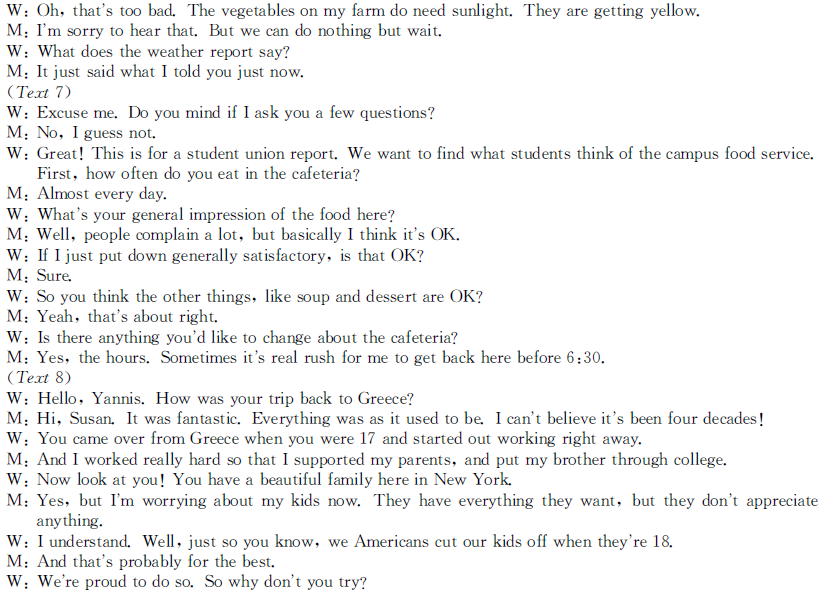 W: Oh, that's too bad. The vegetables on my farm do need sunlight. They are getting yellow.
M: I'm sorry to hear that. But we can do nothing but wait.
W: What does the weather report say?
M: It just said what I told you just now.
(Text 7)
W: Excuse me. Do you mind if I ask you a few questions?
M: No, I guess not.
W: Great! This is for a student union report. We want to find what students think of the campus food service.
First, how often do you eat in the cafeteria?
M: Almost every day.
W: What's your general impression of the food here?
M: Well, people complain a lot, but basically I think it's OK.
W: If I just put down generally satisfactory, is that OK?
M: Sure.
W: So you think the other things, like soup and dessert are OK?
M: Yeah, that's about right.
W: Is there anything you'd like to change about the cafeteria?
M: Yes, the hours. Sometimes it's real rush for me to get back here before 6:30.
(Text 8)
W: Hello, Yannis. How was your trip back to Greece?
M: Hi, Susan. It was fantastic. Everything was as it used to be. I can't believe it's been four decades!
W: You came over from Greece when you were 17 and started out working right away.
M: And I worked really hard so that I supported my parents, and put my brother through college.
W: Now look at you! You have a beautiful family here in New York.
M: Yes, but I'm worrying about my kids now. They have everything they want, but they don't appreciate
anything.
W: I understand. Well, just so you know, we Americans cut our kids off when they're 18.
M: And that's probably for the best.
W: We're proud to do so. So why don't you try?